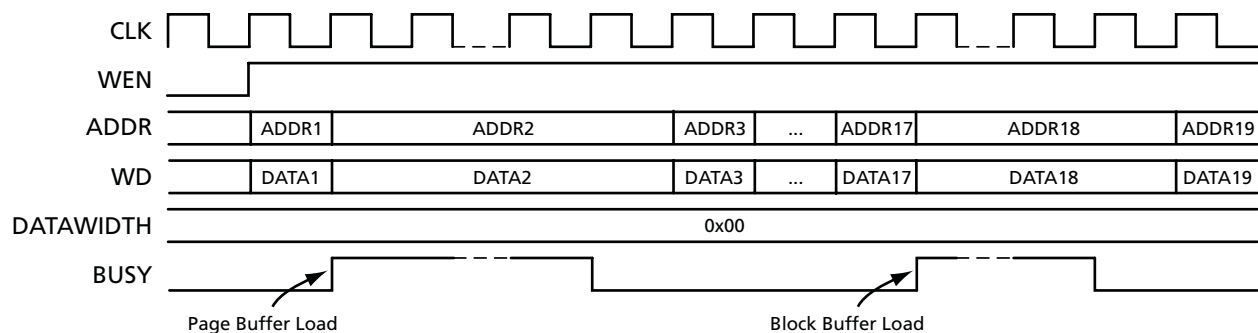 CLK
WEN
ADDR ADDR1 ADDR2 ADDR3 ... ADDR17 ADDR18 ADDR19
WD DATA1 DATA2 DATA3 ... DATA17 DATA18 DATA19
DATAWIDTH 0x00
BUSY
Page Buffer Load Block Buffer Load